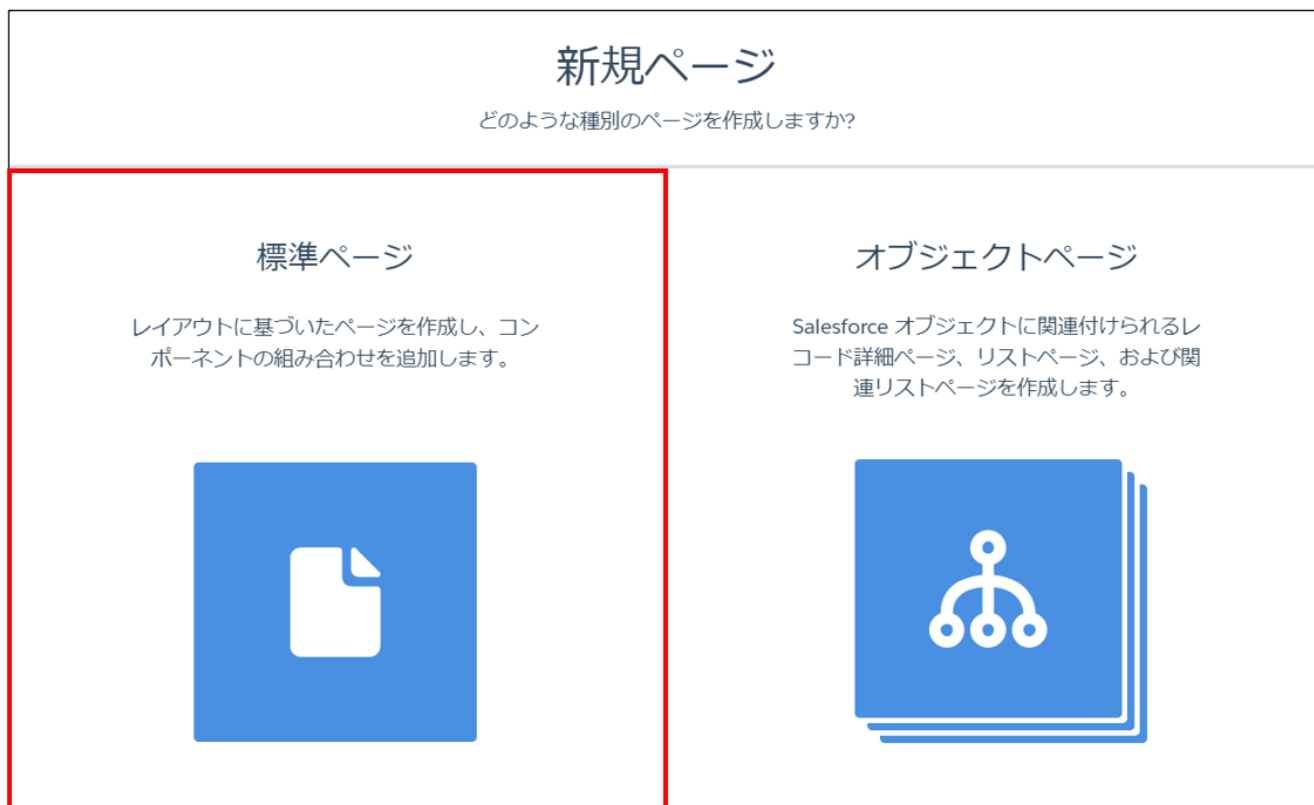 新規ページ
どのような種別のページを作成しますか?
標準ページ
レイアウトに基づいたページを作成し、コン
ポーネントの組み合わせを追加します。
オブジェクトページ
Salesforce オブジェクトに関連付けられるレ
コード詳細ページ、リストページ、および関
連リストページを作成します。